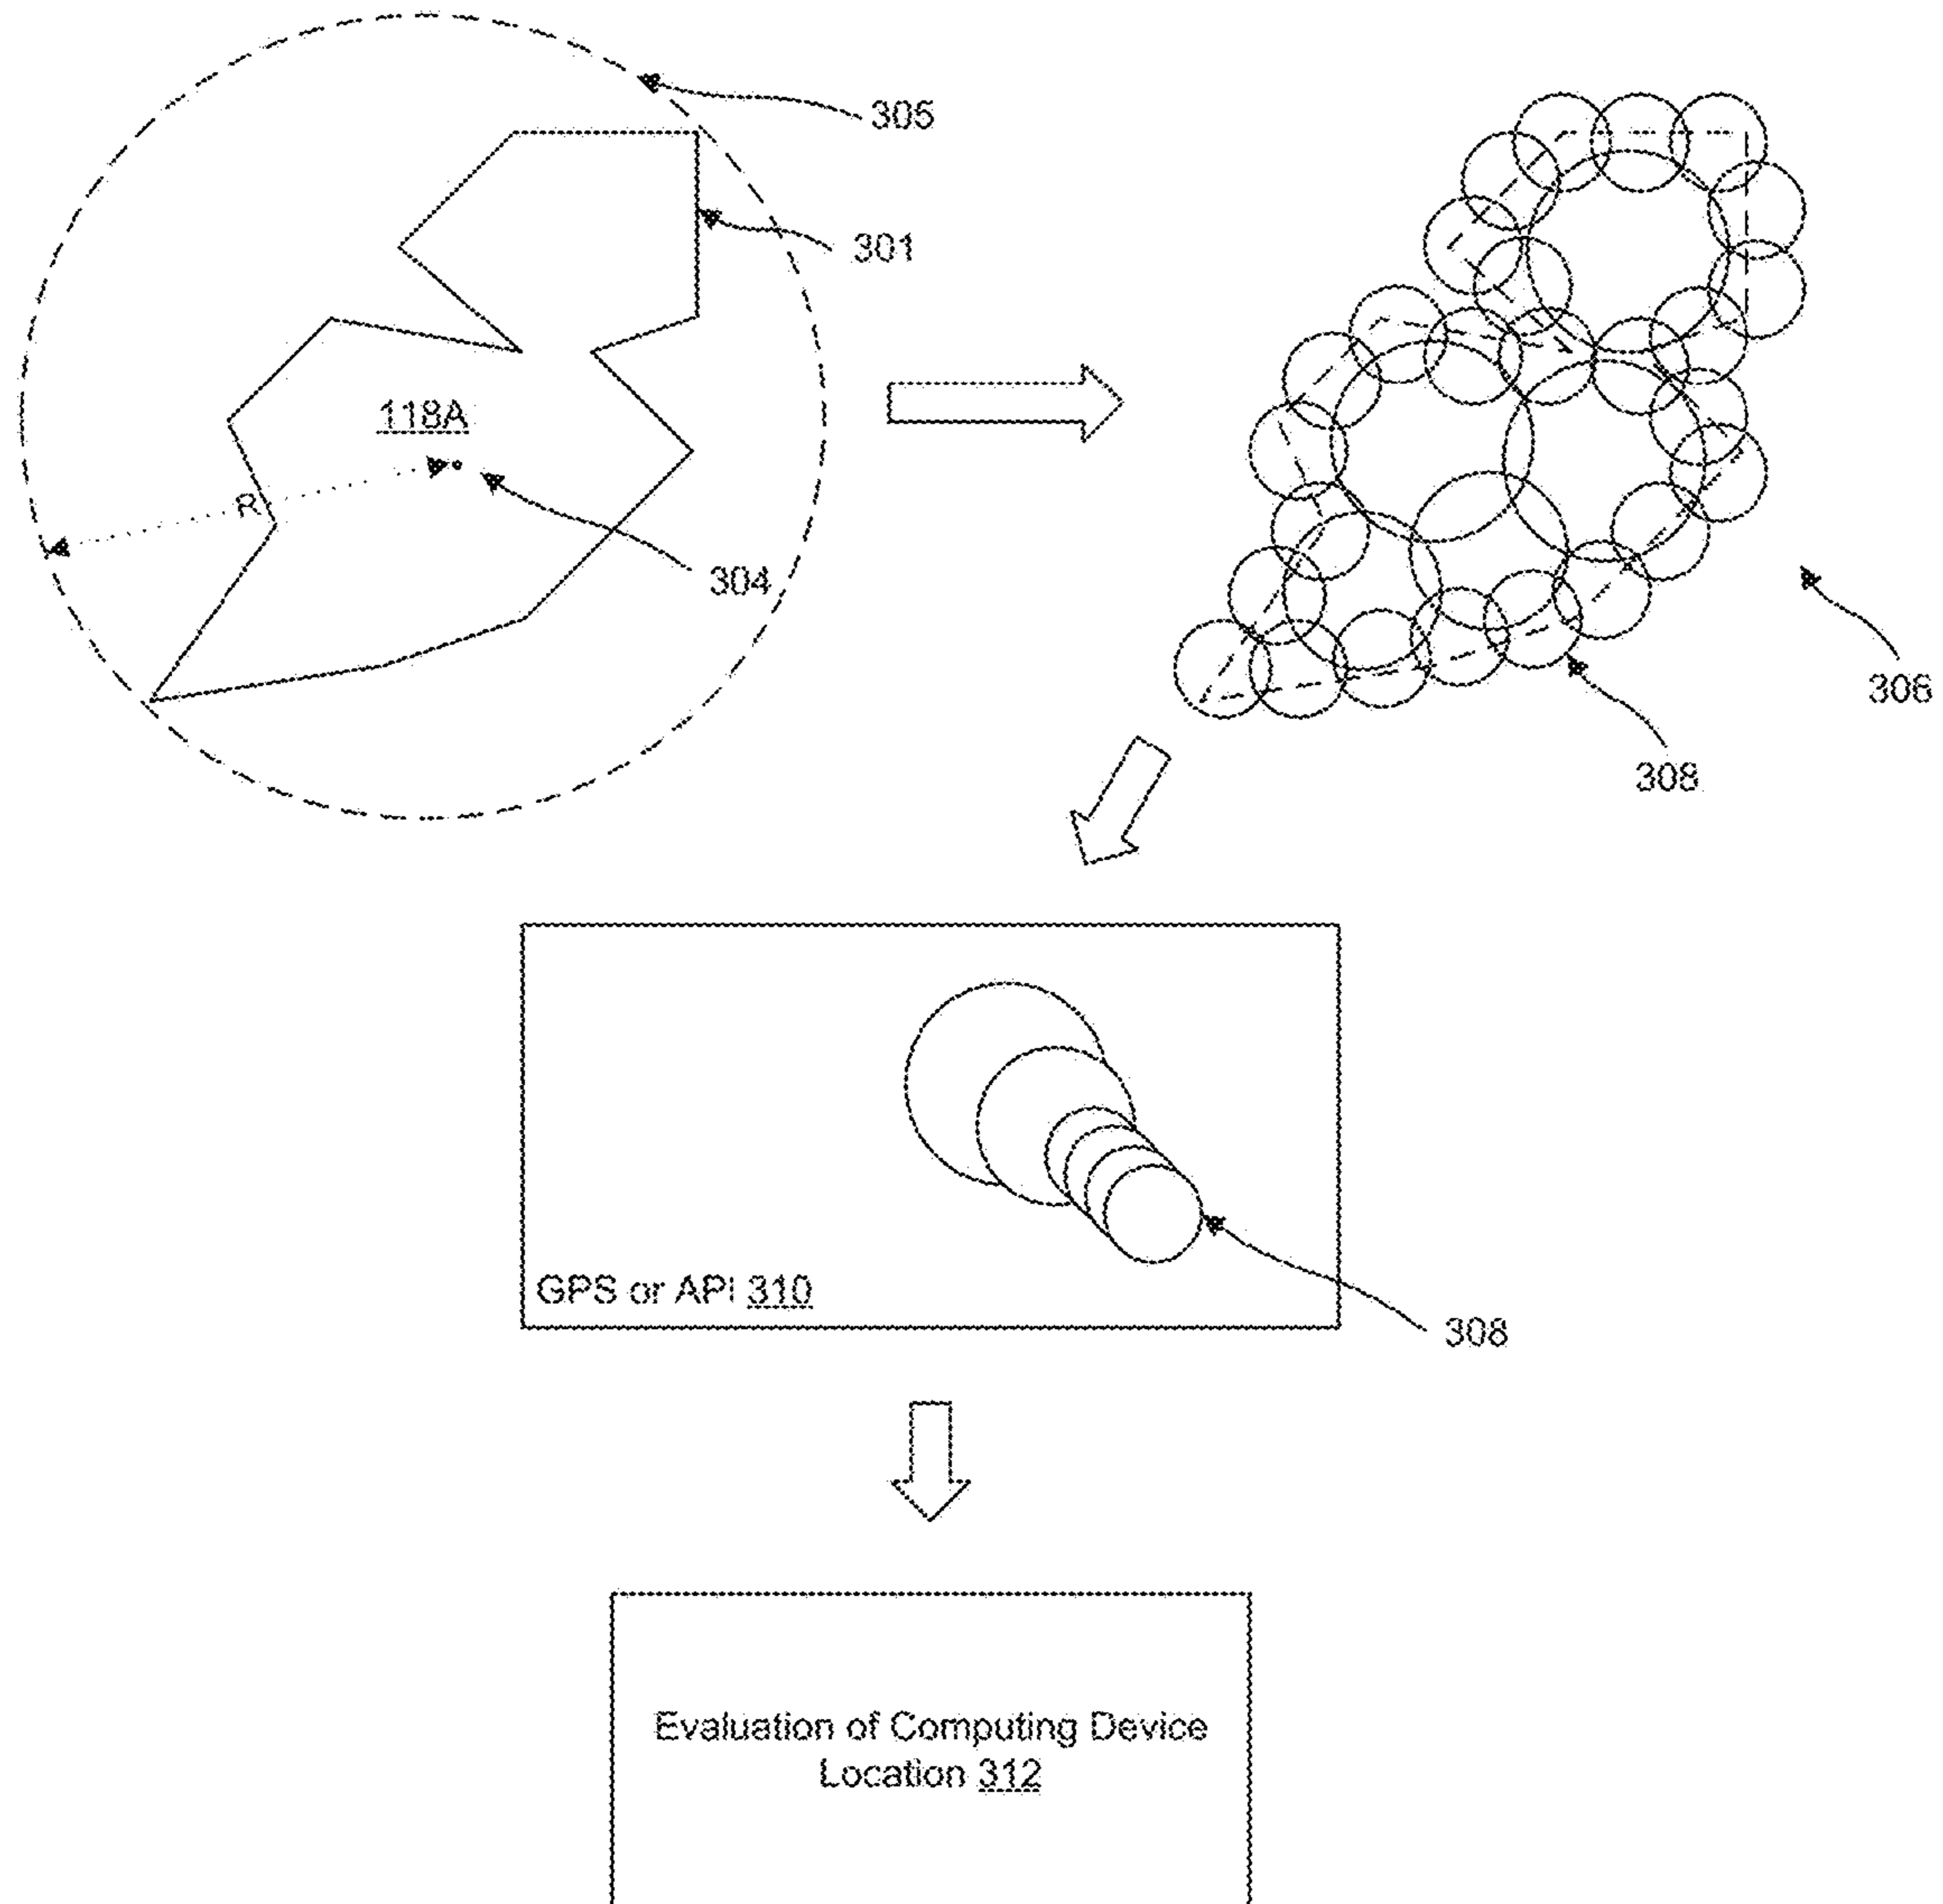 305
301
118A
R
304
306
308
GPS or API 310
308
Evaluation of Computing Device
Location 312